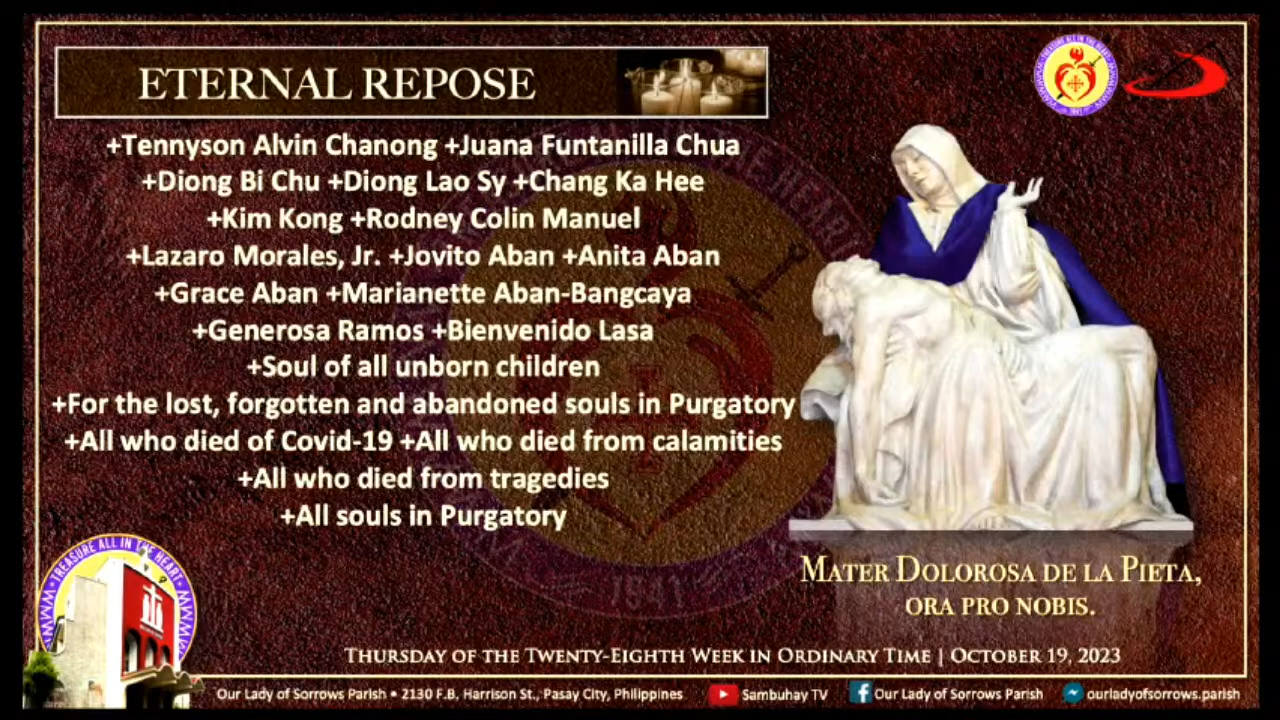 ETERNAL REPOSE
+Tennyson Alvin Chanong +Juana Funtanilla Chua
+Diong Bi Chu +Diong Lao Sy +Chang Ka Hee
+Kim Kong +Rodney Colin Manuel
+Lazaro Morales, Jr. +Jovito Aban +Anita Aban
+Grace Aban +Marianette Aban-Bangcaya
+Generosa Ramos +Bienvenido Lasa
+Soul of all unborn children
+For the lost, forgotten and abandoned souls in Purgatory
+All who died of Covid-19 +All who died from calamities
+All who died from tragedies
+All souls in Purgatory
MATER DOLOROSA DE LA PIETA,
ORA PRO NOBIS.
TREASURE ALL IN THE HEART
THURSDAY OF THE TWENTY-EIGHTH WEEK IN ORDINARY TIME | OCTOBER 19, 2023
Our Lady of Sorrows Parish • 2130 F.B. Harrison St., Pasay City, Philippines
Sambuhay TV
Our Lady of Sorrows Parish
ourladyofsorrows.parish